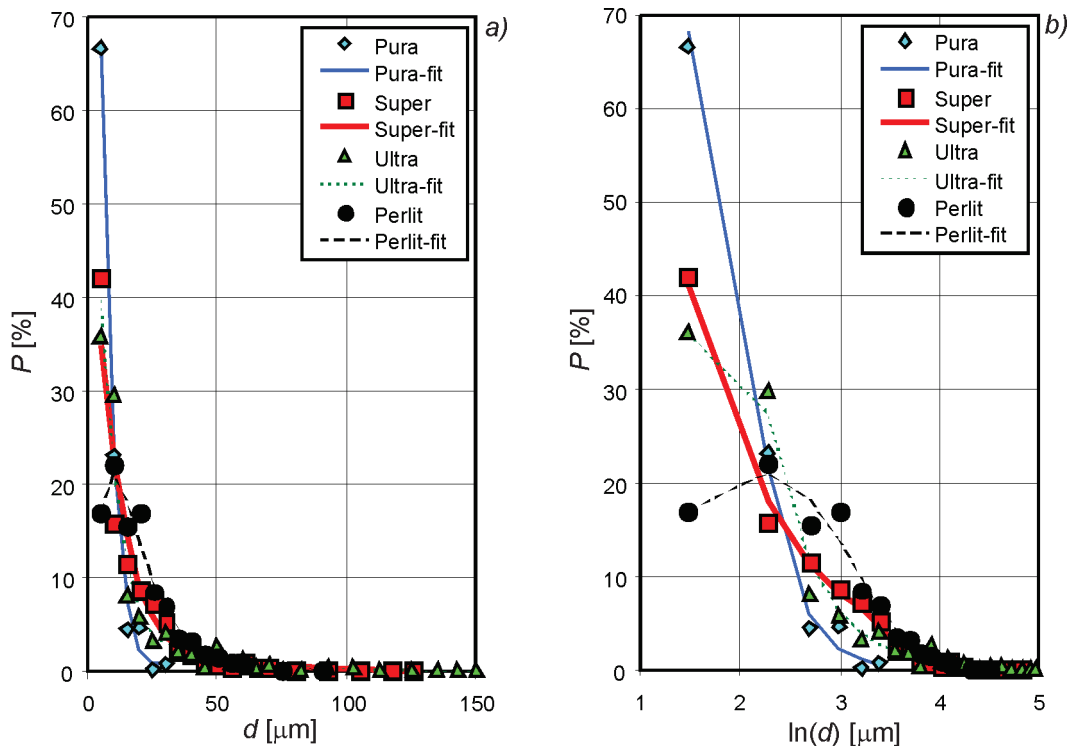 a)
70
60
50
40
30
20
10
0
P [%]
Pura
Pura-fit
Super
Super-fit
Ultra
Ultra-fit
Perlit
Perlit-fit
0 50 100 150
d [μm]
b)
70
60
50
40
30
20
10
0
P [%]
Pura
Pura-fit
Super
Super-fit
Ultra
Ultra-fit
Perlit
Perlit-fit
1 2 3 4 5
ln(d) [μm]